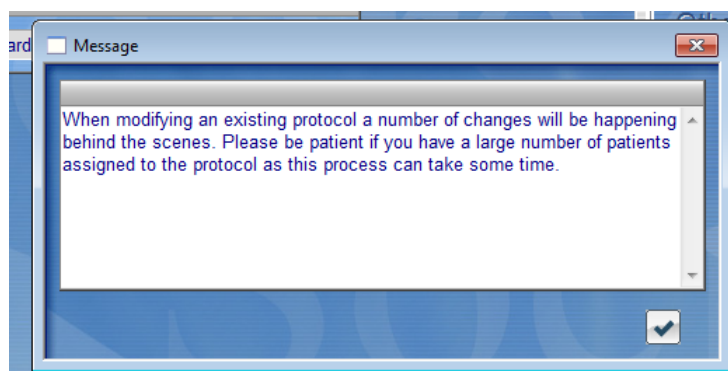 ard
Message
When modifying an existing protocol a number of changes will be happening
behind the scenes. Please be patient if you have a large number of patients
assigned to the protocol as this process can take some time.